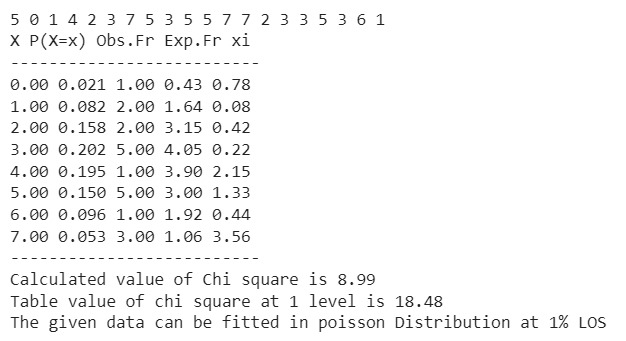 5 0 1 4 2 3 7 5 3 5 5 7 7 2 3 3 5 3 6 1
X P(X=x) Obs.Fr Exp.Fr xi
--------------------------
0.00 0.021 1.00 0.43 0.78
1.00 0.082 2.00 1.64 0.08
2.00 0.158 2.00 3.15 0.42
3.00 0.202 5.00 4.05 0.22
4.00 0.195 1.00 3.90 2.15
5.00 0.150 5.00 3.00 1.33
6.00 0.096 1.00 1.92 0.44
7.00 0.053 3.00 1.06 3.56
--------------------------
Calculated value of Chi square is 8.99
Table value of chi square at 1 level is 18.48
The given data can be fitted in poisson Distribution at 1% LOS